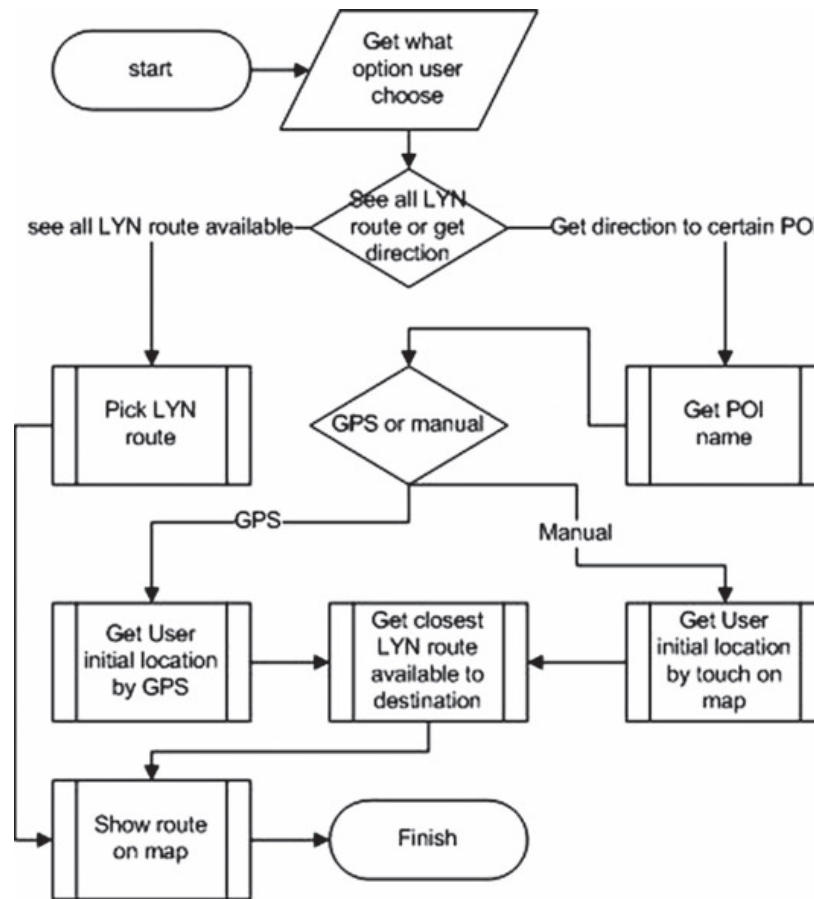 start
Get what
option user
choose
See all LYN
route or get
direction
see all LYN route available
Get direction to certain POI
Pick LYN
route
GPS or manual
Get POI
name
GPS
Manual
Get User
initial location
by GPS
Get closest
LYN route
available to
destination
Get User
initial location
by touch on
map
Show route
on map
Finish